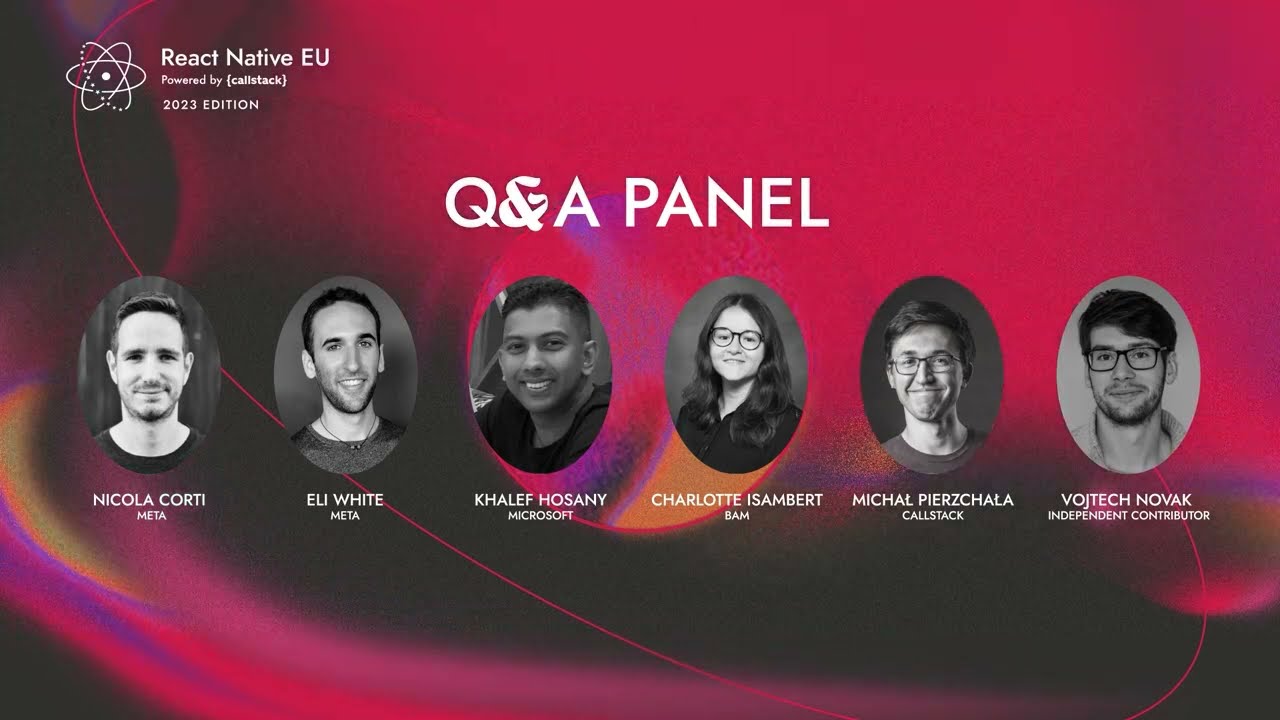 React Native EU
Powered by {callstack}
2023 EDITION
Q&A PANEL
NICOLA CORTI
META
ELI WHITE
META
KHALEF HOSANY
MICROSOFT
CHARLOTTE ISAMBERT
BAM
MICHAŁ PIERZCHAŁA
CALLSTACK
VOJTECH NOVAK
INDEPENDENT CONTRIBUTOR